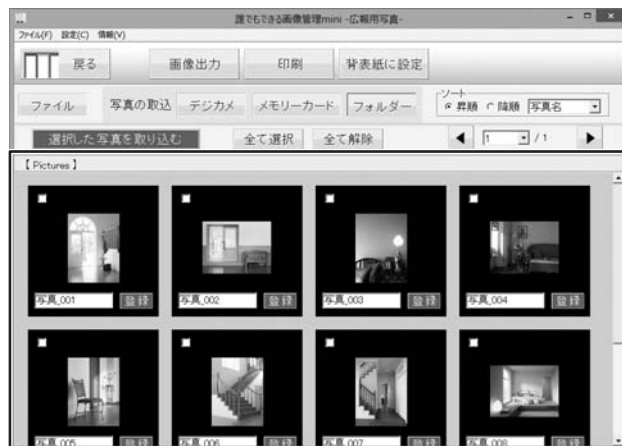 誰でもできる画像管理mini -広報用写真-
ファイル(F) 設定(C) 情報(V)
戻る 画像出力 印刷 背表紙に設定
ファイル 写真の取込 デジカメ メモリーカード フォルダー ソート 昇順 降順 写真名
選択した写真を取り込む 全て選択 全て解除 1 / 1
【 Pictures 】
写真_001 登録 写真_002 登録 写真_003 登録 写真_004 登録
写真_005 登録 写真_006 登録 写真_007 登録 写真_008 登録